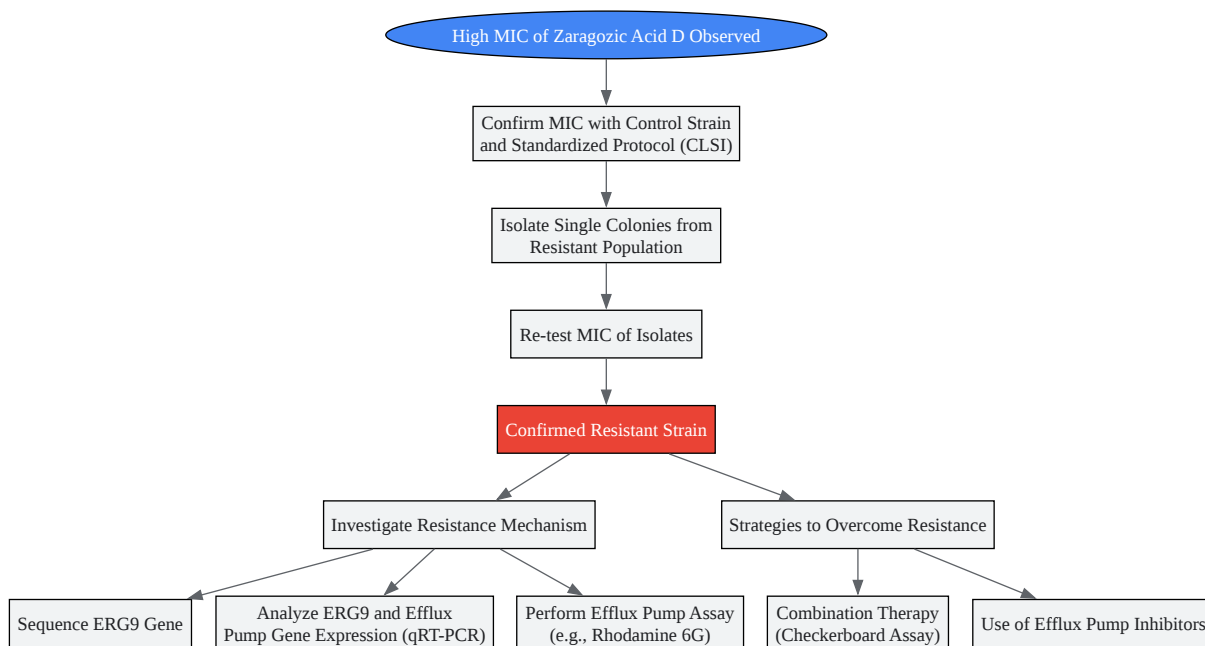 High MIC of Zaragozic Acid D Observed
Confirm MIC with Control Strain
and Standardized Protocol (CLSI)
Isolate Single Colonies from
Resistant Population
Re-test MIC of Isolates
Confirmed Resistant Strain
Investigate Resistance Mechanism
Strategies to Overcome Resistance
Sequence ERG9 Gene
Analyze ERG9 and Efflux
Pump Gene Expression (qRT-PCR)
Perform Efflux Pump Assay
(e.g., Rhodamine 6G)
Combination Therapy
(Checkerboard Assay)
Use of Efflux Pump Inhibitors